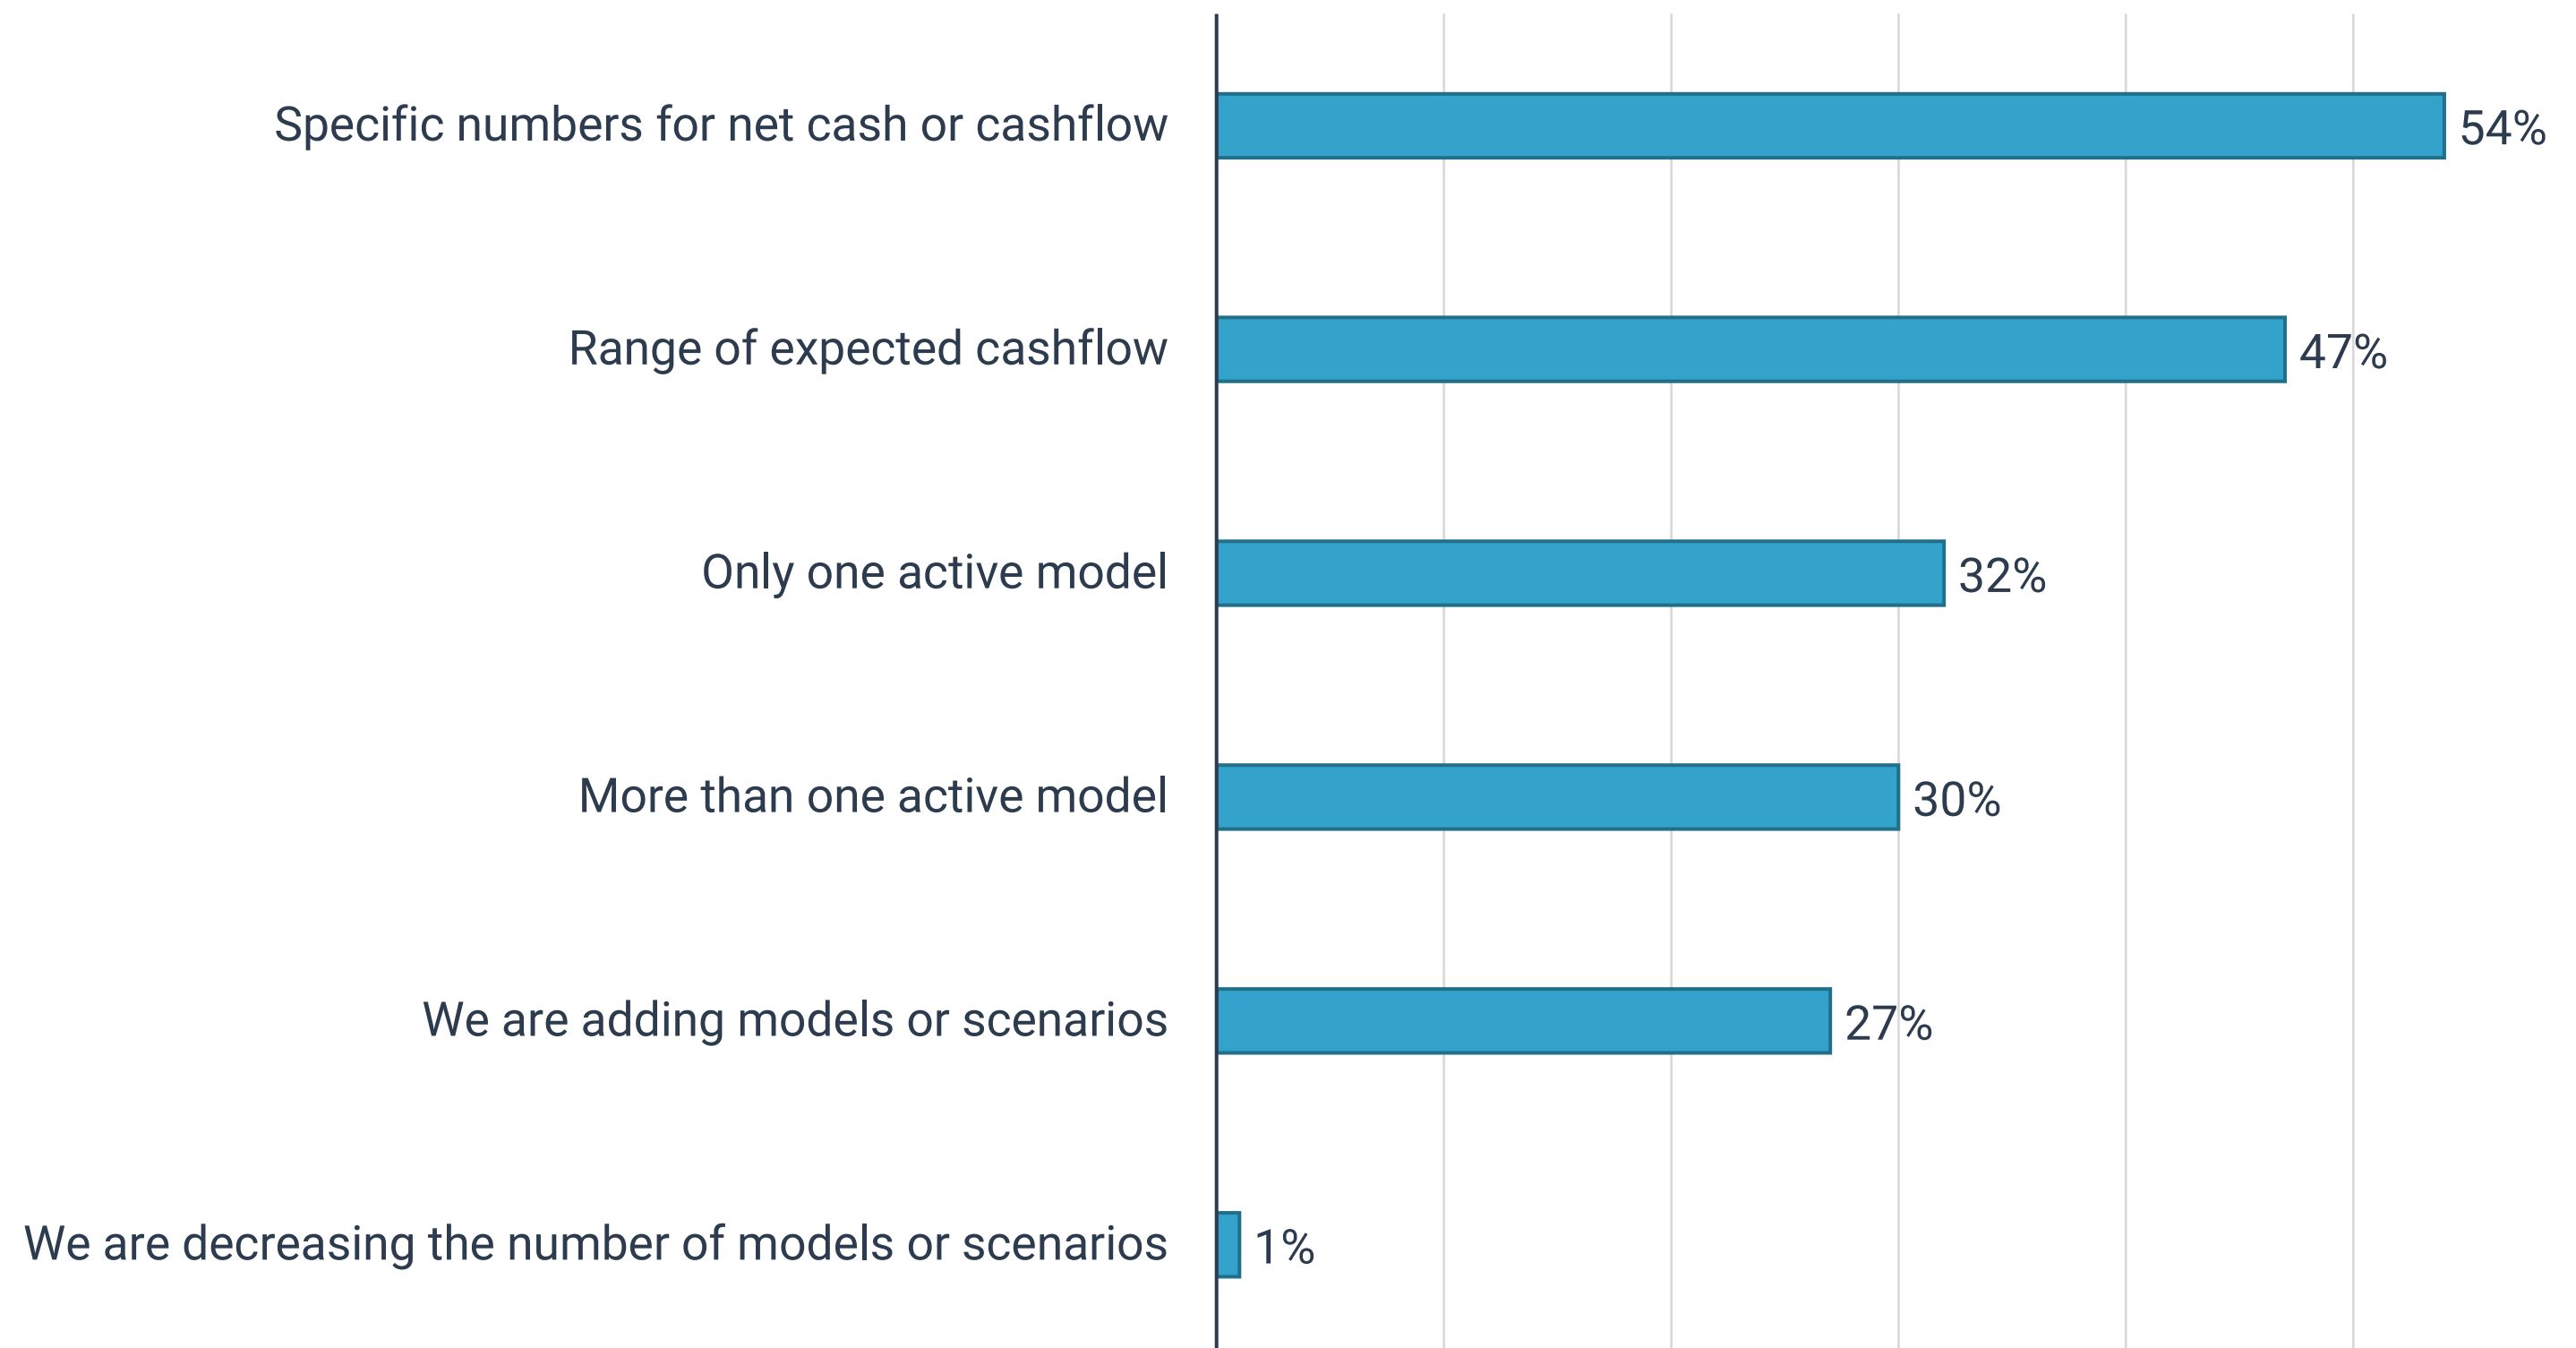 Specific numbers for net cash or cashflow 54%
Range of expected cashflow 47%
Only one active model 32%
More than one active model 30%
We are adding models or scenarios 27%
We are decreasing the number of models or scenarios 1%